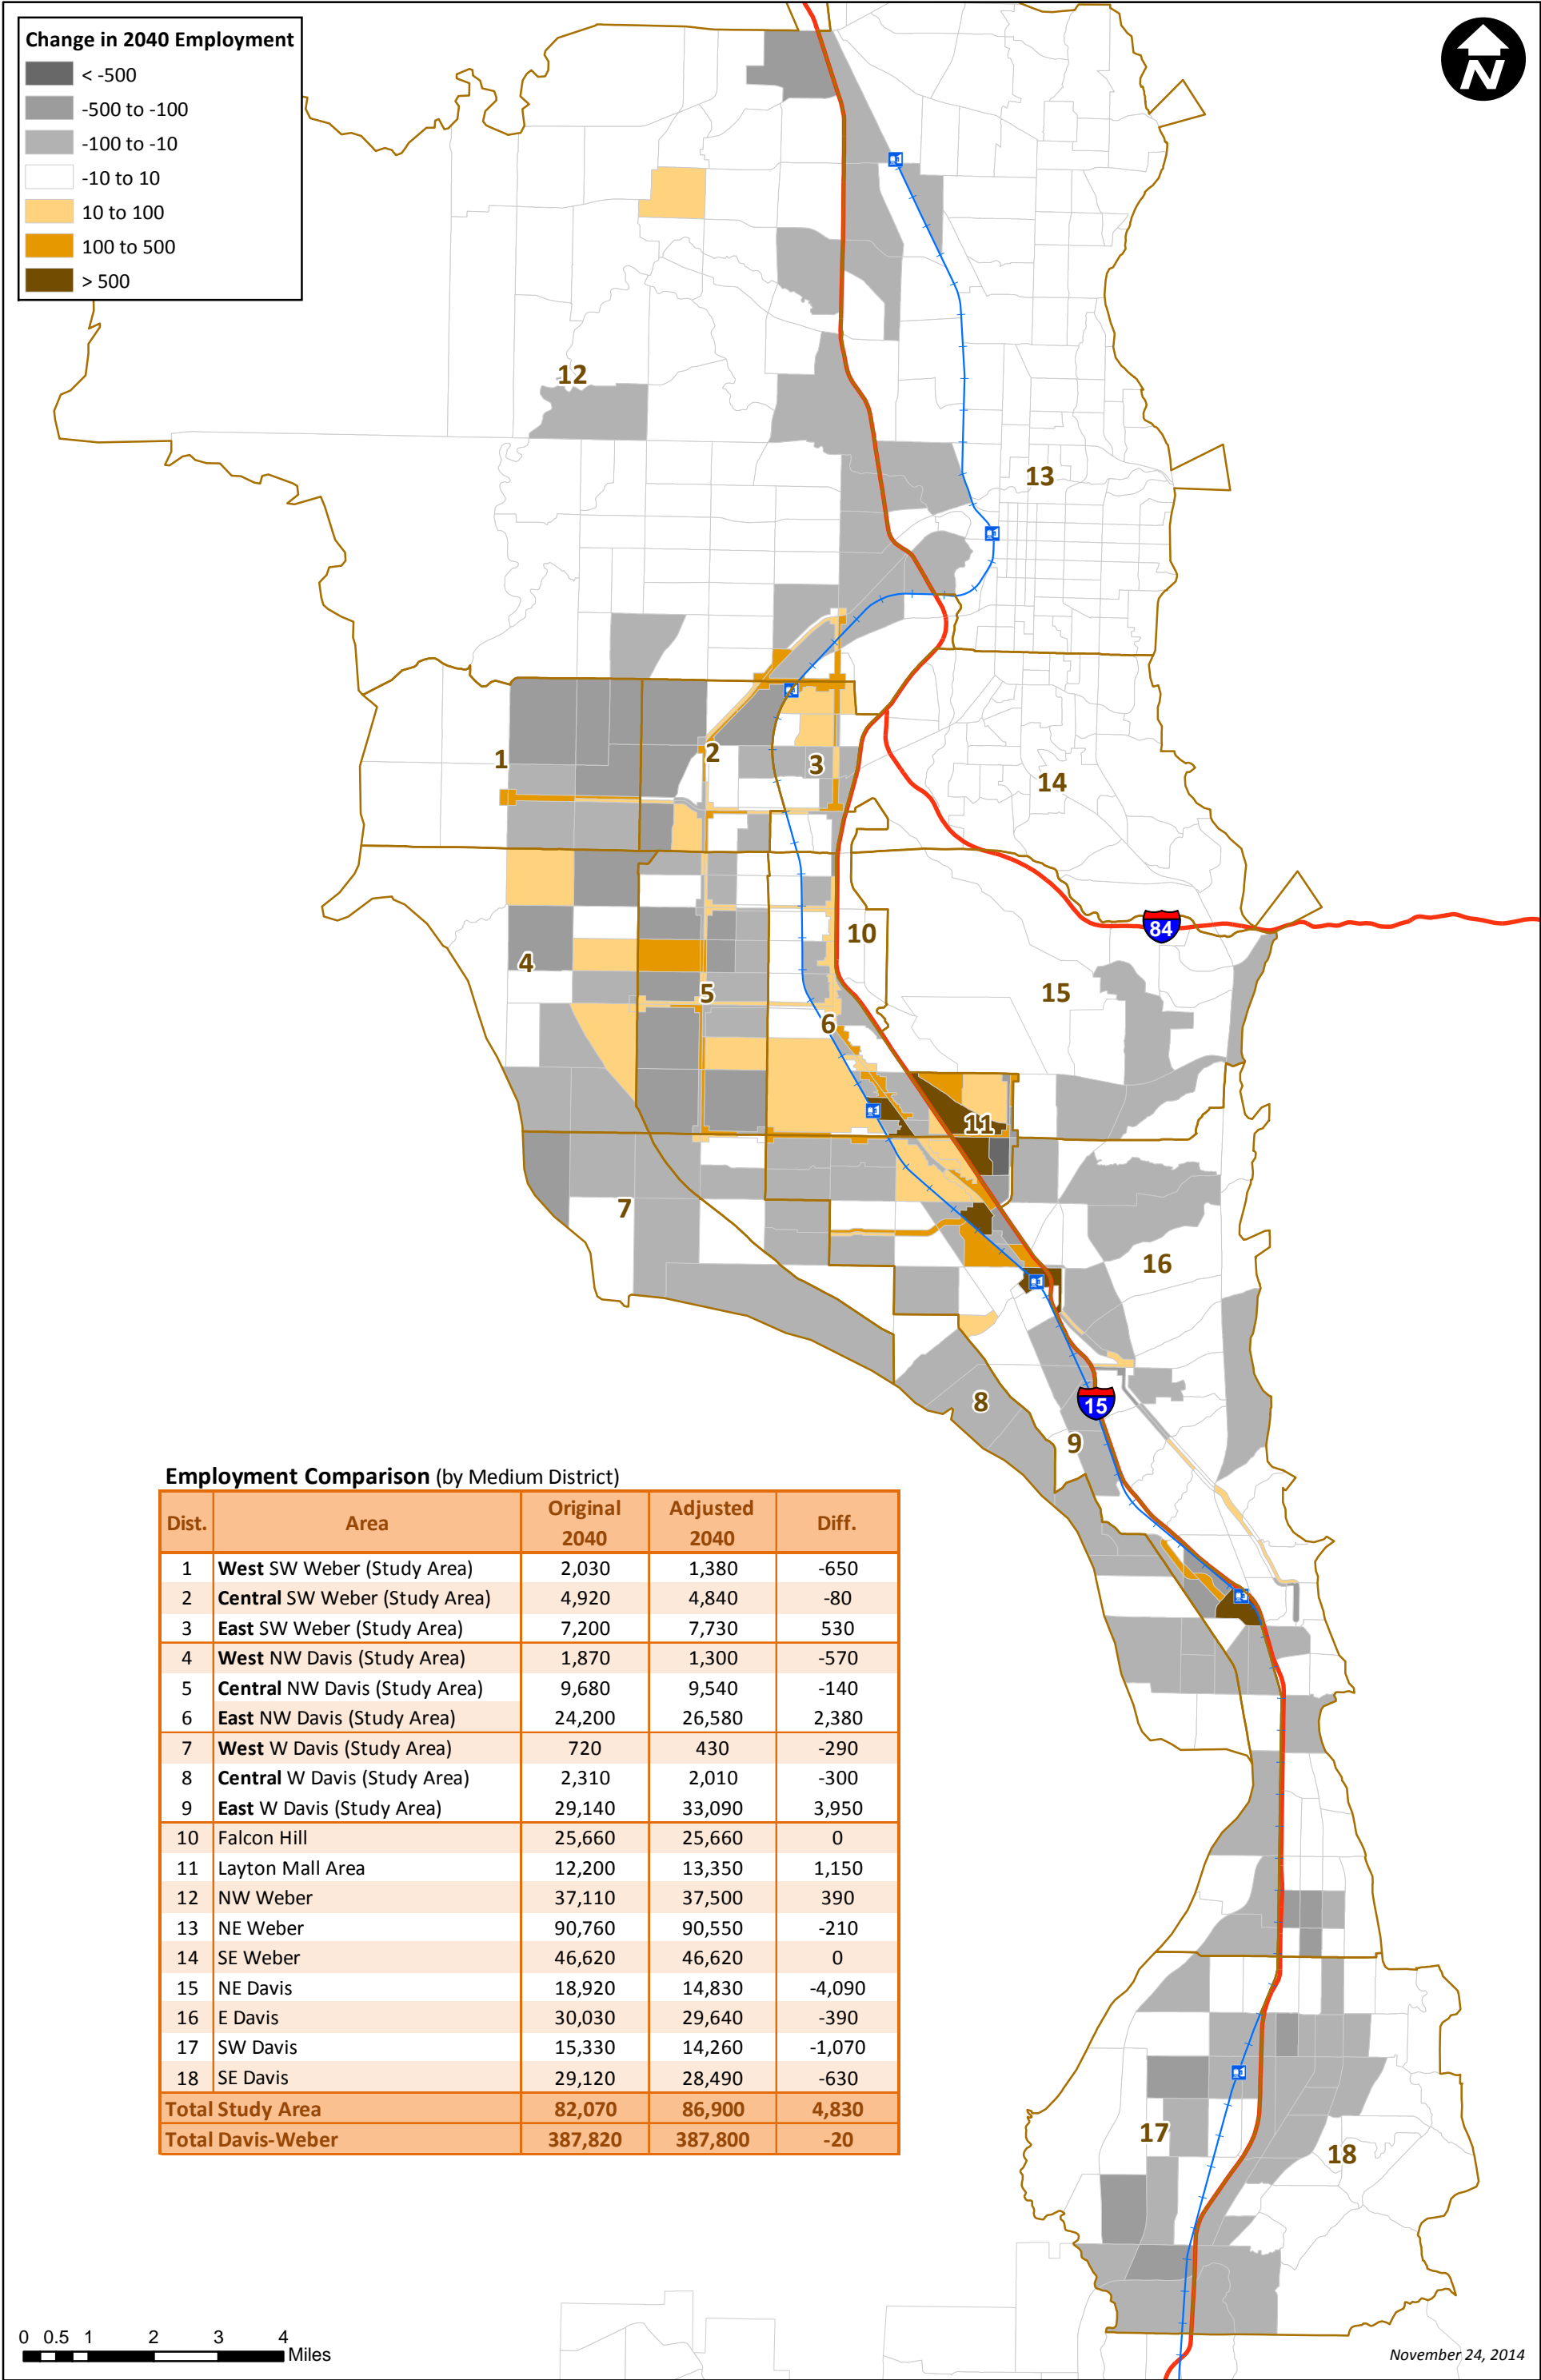 Change in 2040 Employment
< -500
-500 to -100
-100 to -10
-10 to 10
10 to 100
100 to 500
> 500
N
12
13
1
2
3
14
84
10
4
15
5
6
11
7
16
8
15
9
17
18
Employment Comparison (by Medium District)
Dist. Area Original 2040 Adjusted 2040 Diff.
1 West SW Weber (Study Area) 2,030 1,380 -650
2 Central SW Weber (Study Area) 4,920 4,840 -80
3 East SW Weber (Study Area) 7,200 7,730 530
4 West NW Davis (Study Area) 1,870 1,300 -570
5 Central NW Davis (Study Area) 9,680 9,540 -140
6 East NW Davis (Study Area) 24,200 26,580 2,380
7 West W Davis (Study Area) 720 430 -290
8 Central W Davis (Study Area) 2,310 2,010 -300
9 East W Davis (Study Area) 29,140 33,090 3,950
10 Falcon Hill 25,660 25,660 0
11 Layton Mall Area 12,200 13,350 1,150
12 NW Weber 37,110 37,500 390
13 NE Weber 90,760 90,550 -210
14 SE Weber 46,620 46,620 0
15 NE Davis 18,920 14,830 -4,090
16 E Davis 30,030 29,640 -390
17 SW Davis 15,330 14,260 -1,070
18 SE Davis 29,120 28,490 -630
Total Study Area 82,070 86,900 4,830
Total Davis-Weber 387,820 387,800 -20
0 0.5 1 2 3 4
Miles
November 24, 2014